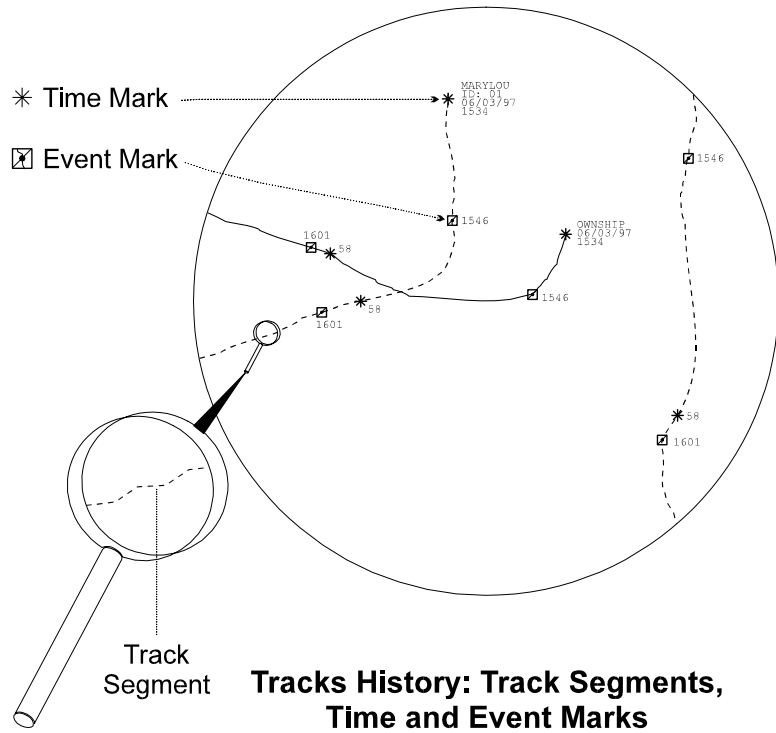 MARYLOU
ID: 01
06/03/97
1534
Time Mark
Event Mark
1546
1546
OWNSHIP
06/03/97
1534
1601
58
1546
58
1601
58
1601
Track
Segment
Tracks History: Track Segments,
Time and Event Marks